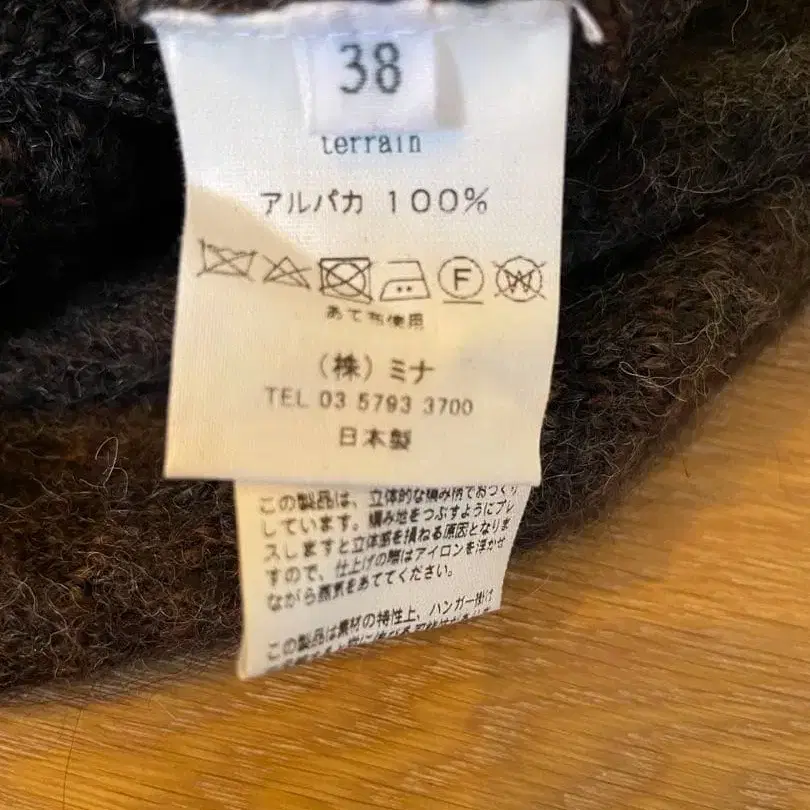 38
terrain
アルパカ 100%
F W
あて布使用
(株) ミナ
TEL 03 5793 3700
日本製
この製品は、立体的な編み柄でおつくり
しています。編み地をつぶすようにプレ
スしますと立体感を損ねる原因となりま
すので、仕上げの際はアイロンを浮かせ
ながら蒸気をあててください。
この製品は素材の特性上、ハンガー掛け